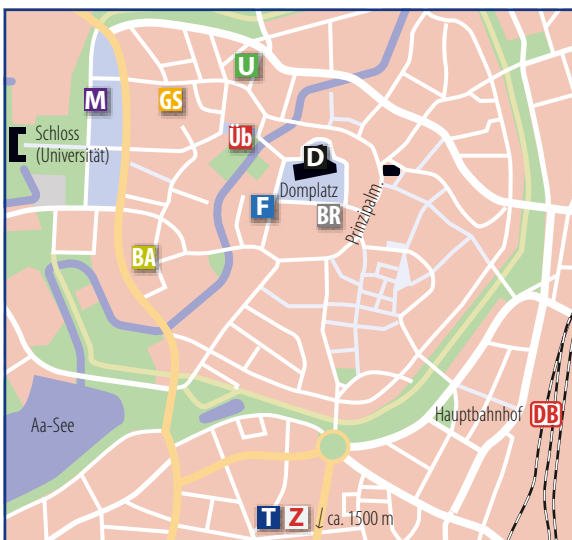 U
M
GS
Schloss
(Universität)
Üb
D
Domplatz
F
BR
Prinzipalm.
BA
Aa-See
Hauptbahnhof DB
T Z ↓ ca. 1500 m